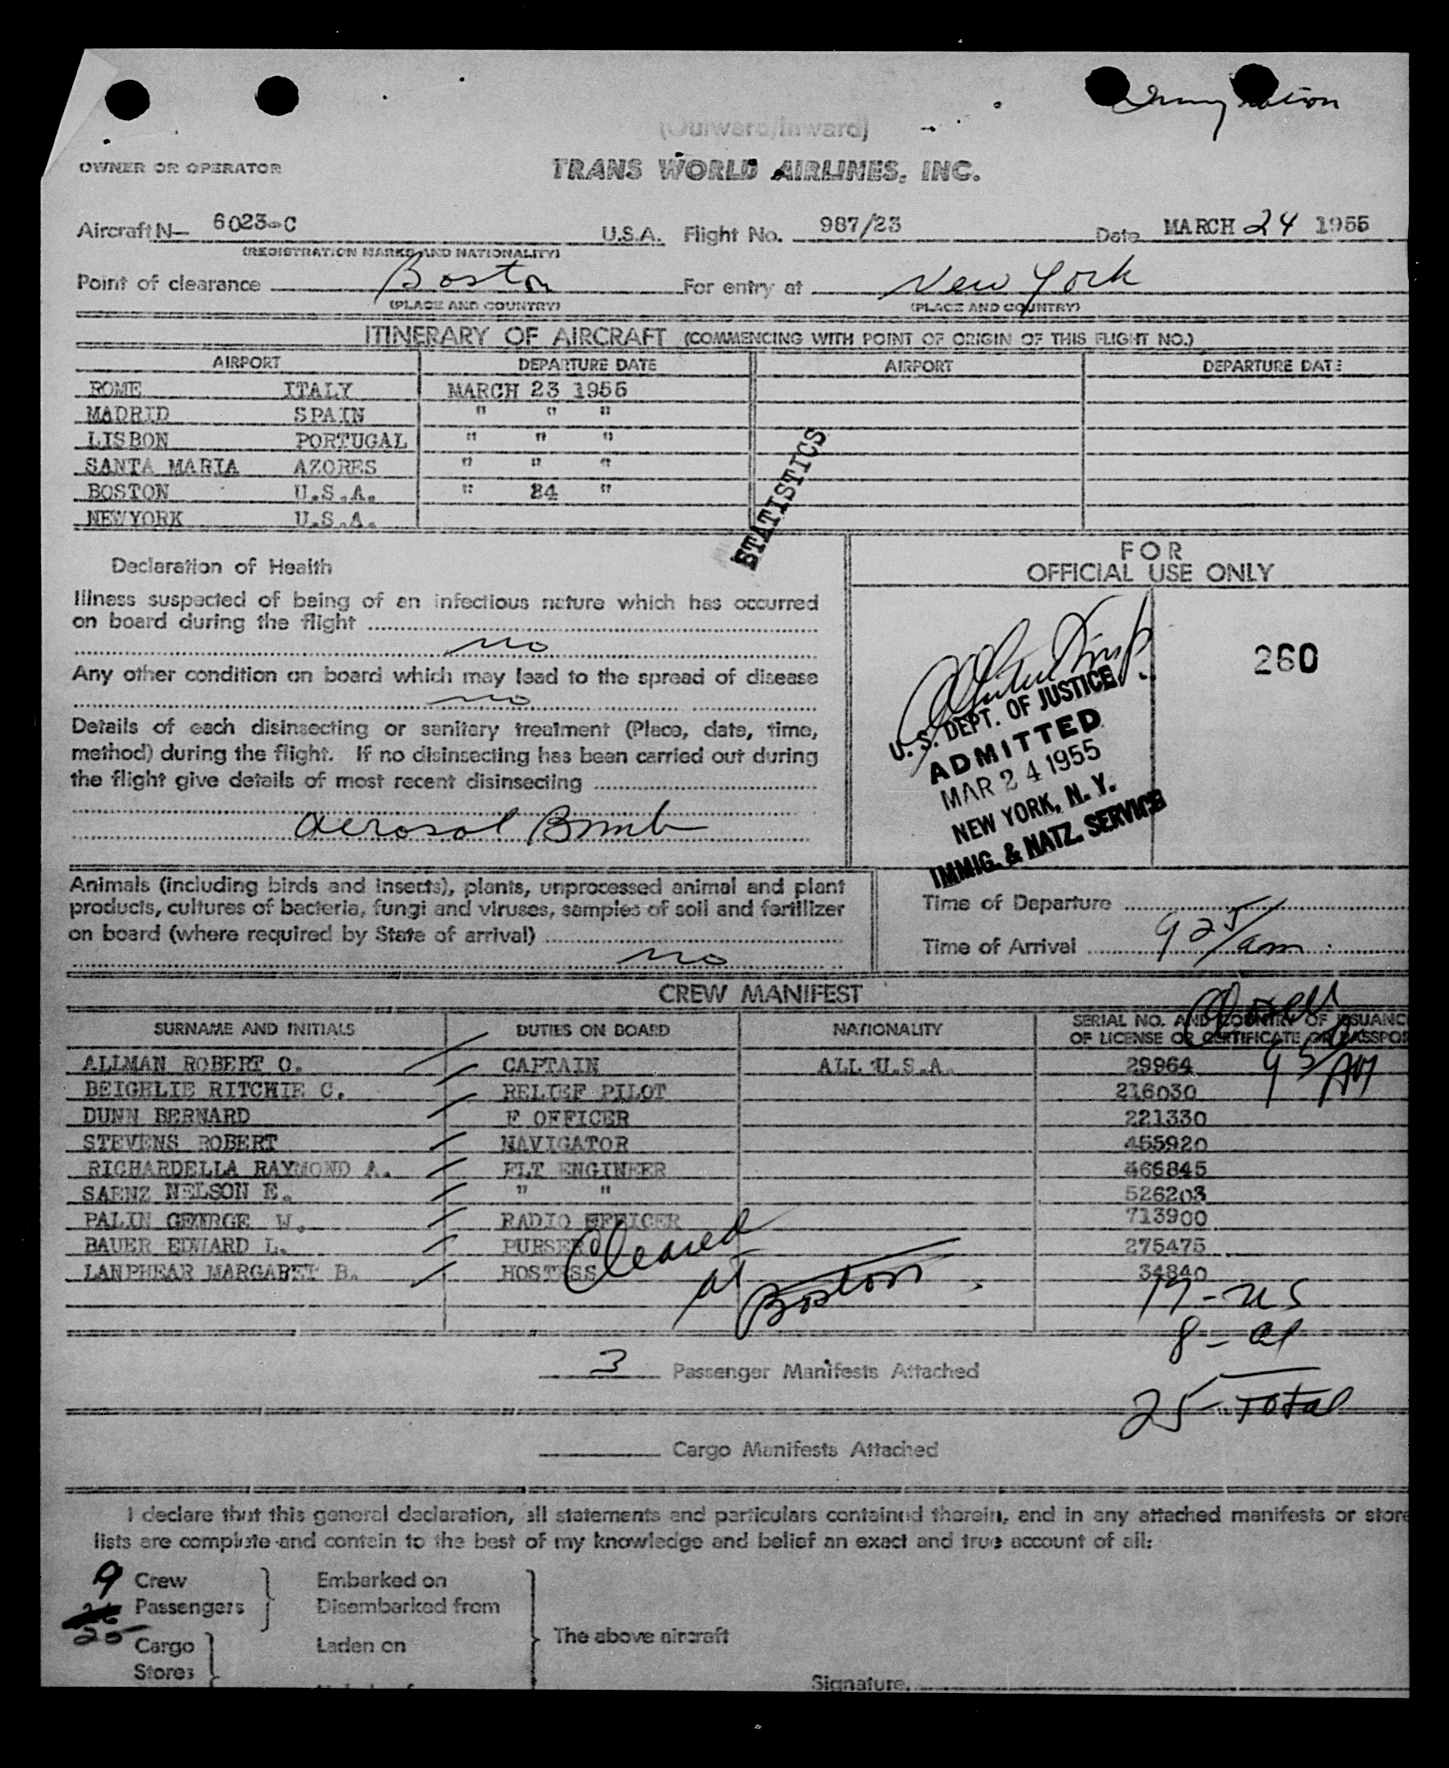 (Outward/Inward)
OWNER OR OPERATOR TRANS WORLD AIRLINES, INC.
Aircraft N— 6023-C U.S.A. Flight No. 987/23 Date MARCH 24 1955
(REGISTRATION MARKS AND NATIONALITY)
Point of clearance Boston For entry at New York
(PLACE AND COUNTRY) (PLACE AND COUNTRY)
ITINERARY OF AIRCRAFT (COMMENCING WITH POINT OF ORIGIN OF THIS FLIGHT NO.)
AIRPORT DEPARTURE DATE AIRPORT DEPARTURE DATE
ROME ITALY MARCH 23 1955
MADRID SPAIN " " "
LISBON PORTUGAL " " "
SANTA MARIA AZORES " " "
BOSTON U.S.A. " 24 "
NEWYORK U.S.A.
STATISTICS
Declaration of Health
Illness suspected of being of an infectious nature which has occurred
on board during the flight
no
Any other condition on board which may lead to the spread of disease
no
Details of each disinsecting or sanitary treatment (Place, date, time,
method) during the flight. If no disinsecting has been carried out during
the flight give details of most recent disinsecting
aerosol Bomb
FOR
OFFICIAL USE ONLY
260
U. S. DEPT. OF JUSTICE
ADMITTED
MAR 24 1955
NEW YORK, N. Y.
IMMIG. & NATZ. SERVICE
Animals (including birds and insects), plants, unprocessed animal and plant
products, cultures of bacteria, fungi and viruses, samples of soil and fertilizer
on board (where required by State of arrival)
no
Time of Departure
Time of Arrival 925/am
CREW MANIFEST
SURNAME AND INITIALS DUTIES ON BOARD NATIONALITY SERIAL NO. AND COUNTRY OF ISSUANC
OF LICENSE OR CERTIFICATE OR PASSPOR
ALLMAN ROBERT O. CAPTAIN ALL U.S.A. 29964
BEIGHLIE RITCHIE C. RELIEF PILOT 216030
DUNN BERNARD F OFFICER 221330
STEVENS ROBERT NAVIGATOR 455920
RICHARDELLA RAYMOND A. FLT ENGINEER 465845
SAENZ NELSON E. " " 526203
PALIN GEORGE W. RADIO OFFICER 713900
BAUER EDWARD L. PURSER 275475
LANPHEAR MARGARET B. HOSTESS 34840
Cleared
at Boston
17-US
8-al
25-Total
3 Passenger Manifests Attached
Cargo Manifests Attached
I declare that this general declaration, all statements and particulars contained therein, and in any attached manifests or store
lists are complete and contain to the best of my knowledge and belief an exact and true account of all:
9 Crew Embarked on
Passengers Disembarked from
25 Cargo Laden on The above aircraft
Stores
Signature,